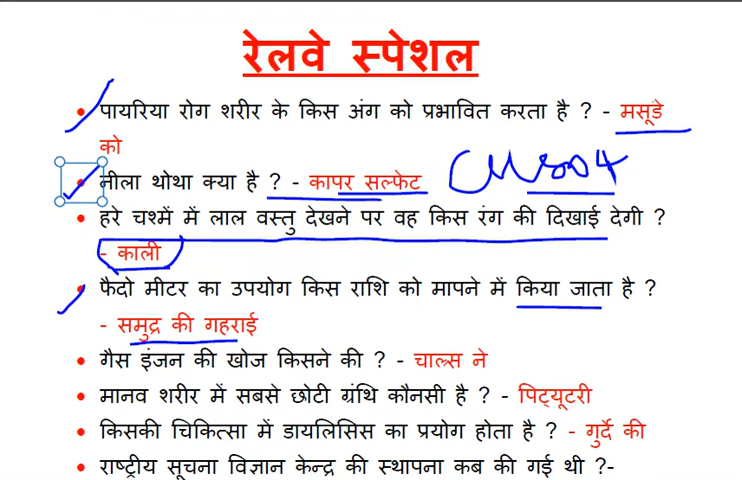 रेलवे स्पेशल
• पायरिया रोग शरीर के किस अंग को प्रभावित करता है ? - मसूडे
को
• नीला थोथा क्या है ? - कापर सल्फेट
• हरे चश्में में लाल वस्तु देखने पर वह किस रंग की दिखाई देगी ?
- काली
• फैदो मीटर का उपयोग किस राशि को मापने में किया जाता है ?
- समुद्र की गहराई
• गैस इंजन की खोज किसने की ? - चार्ल्स ने
• मानव शरीर में सबसे छोटी ग्रंथि कौनसी है ? - पिट्यूटरी
• किसकी चिकित्सा में डायलिसिस का प्रयोग होता है ? - गुर्दे की
• राष्ट्रीय सूचना विज्ञान केन्द्र की स्थापना कब की गई थी ?-